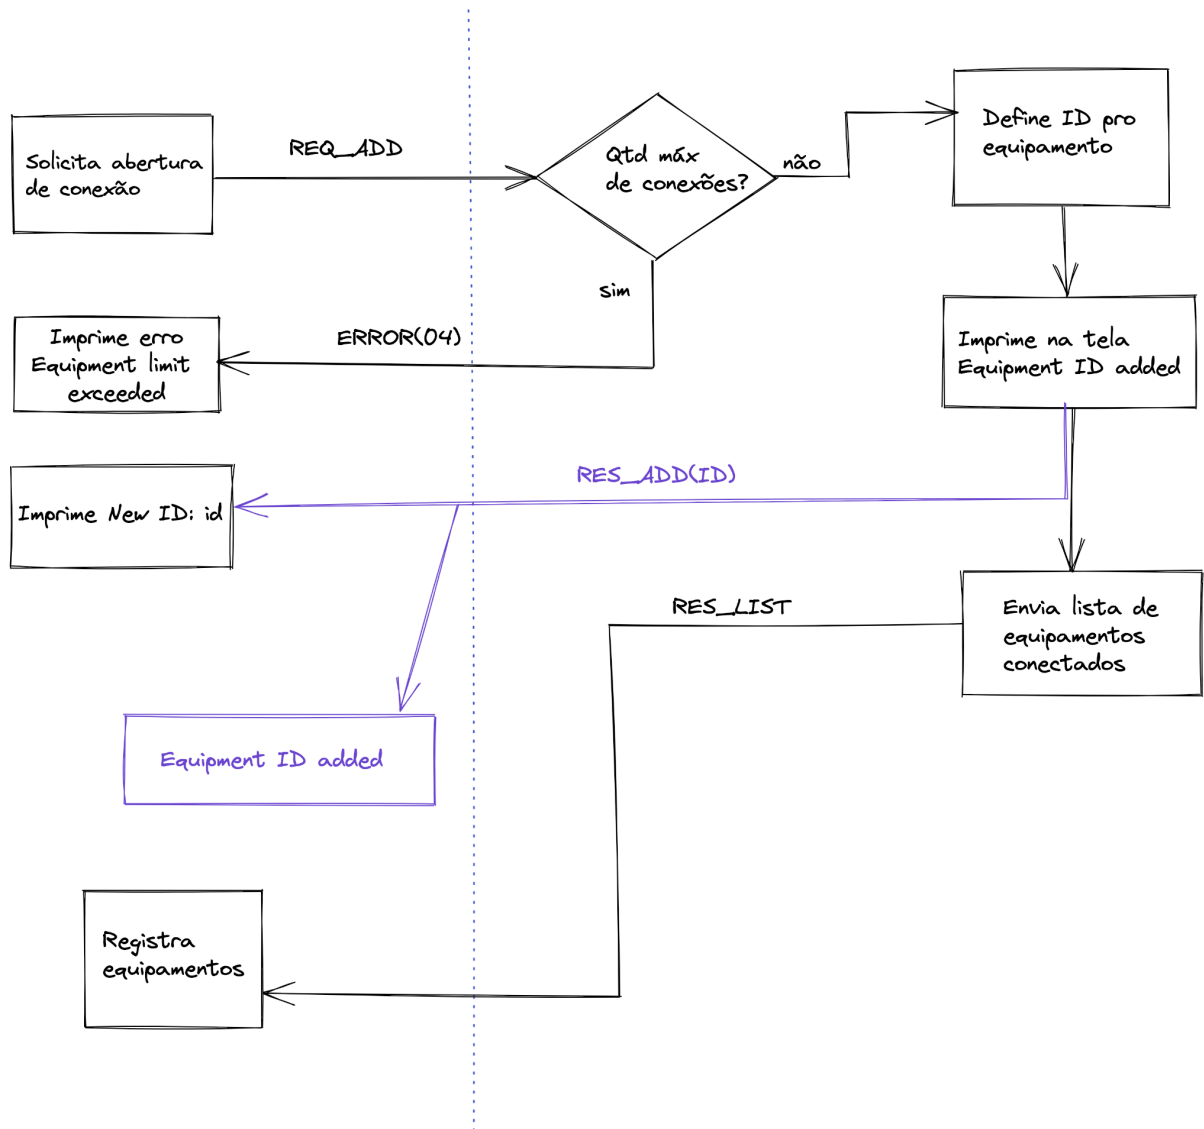 Solicita abertura
de conexão
REQ_ADD
Qtd máx
de conexões?
não
Define ID pro
equipamento
sim
ERROR(04)
Imprime erro
Equipment limit
exceeded
Imprime na tela
Equipment ID added
RES_ADD(ID)
Imprime New ID: id
RES_LIST
Envia lista de
equipamentos
conectados
Equipment ID added
Registra
equipamentos